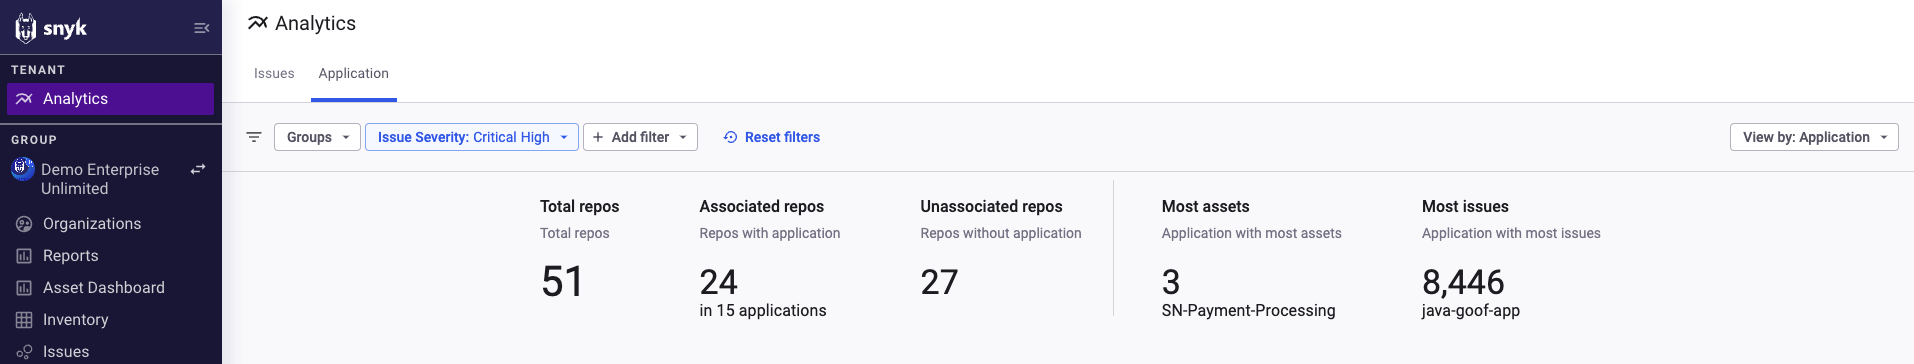 snyk
TENANT
Analytics
GROUP
Demo Enterprise
Unlimited
Organizations
Reports
Asset Dashboard
Inventory
Issues
Analytics
Issues Application
Groups Issue Severity: Critical High Add filter Reset filters View by: Application
Total repos
Total repos
51
Associated repos
Repos with application
24
in 15 applications
Unassociated repos
Repos without application
27
Most assets
Application with most assets
3
SN-Payment-Processing
Most issues
Application with most issues
8,446
java-goof-app